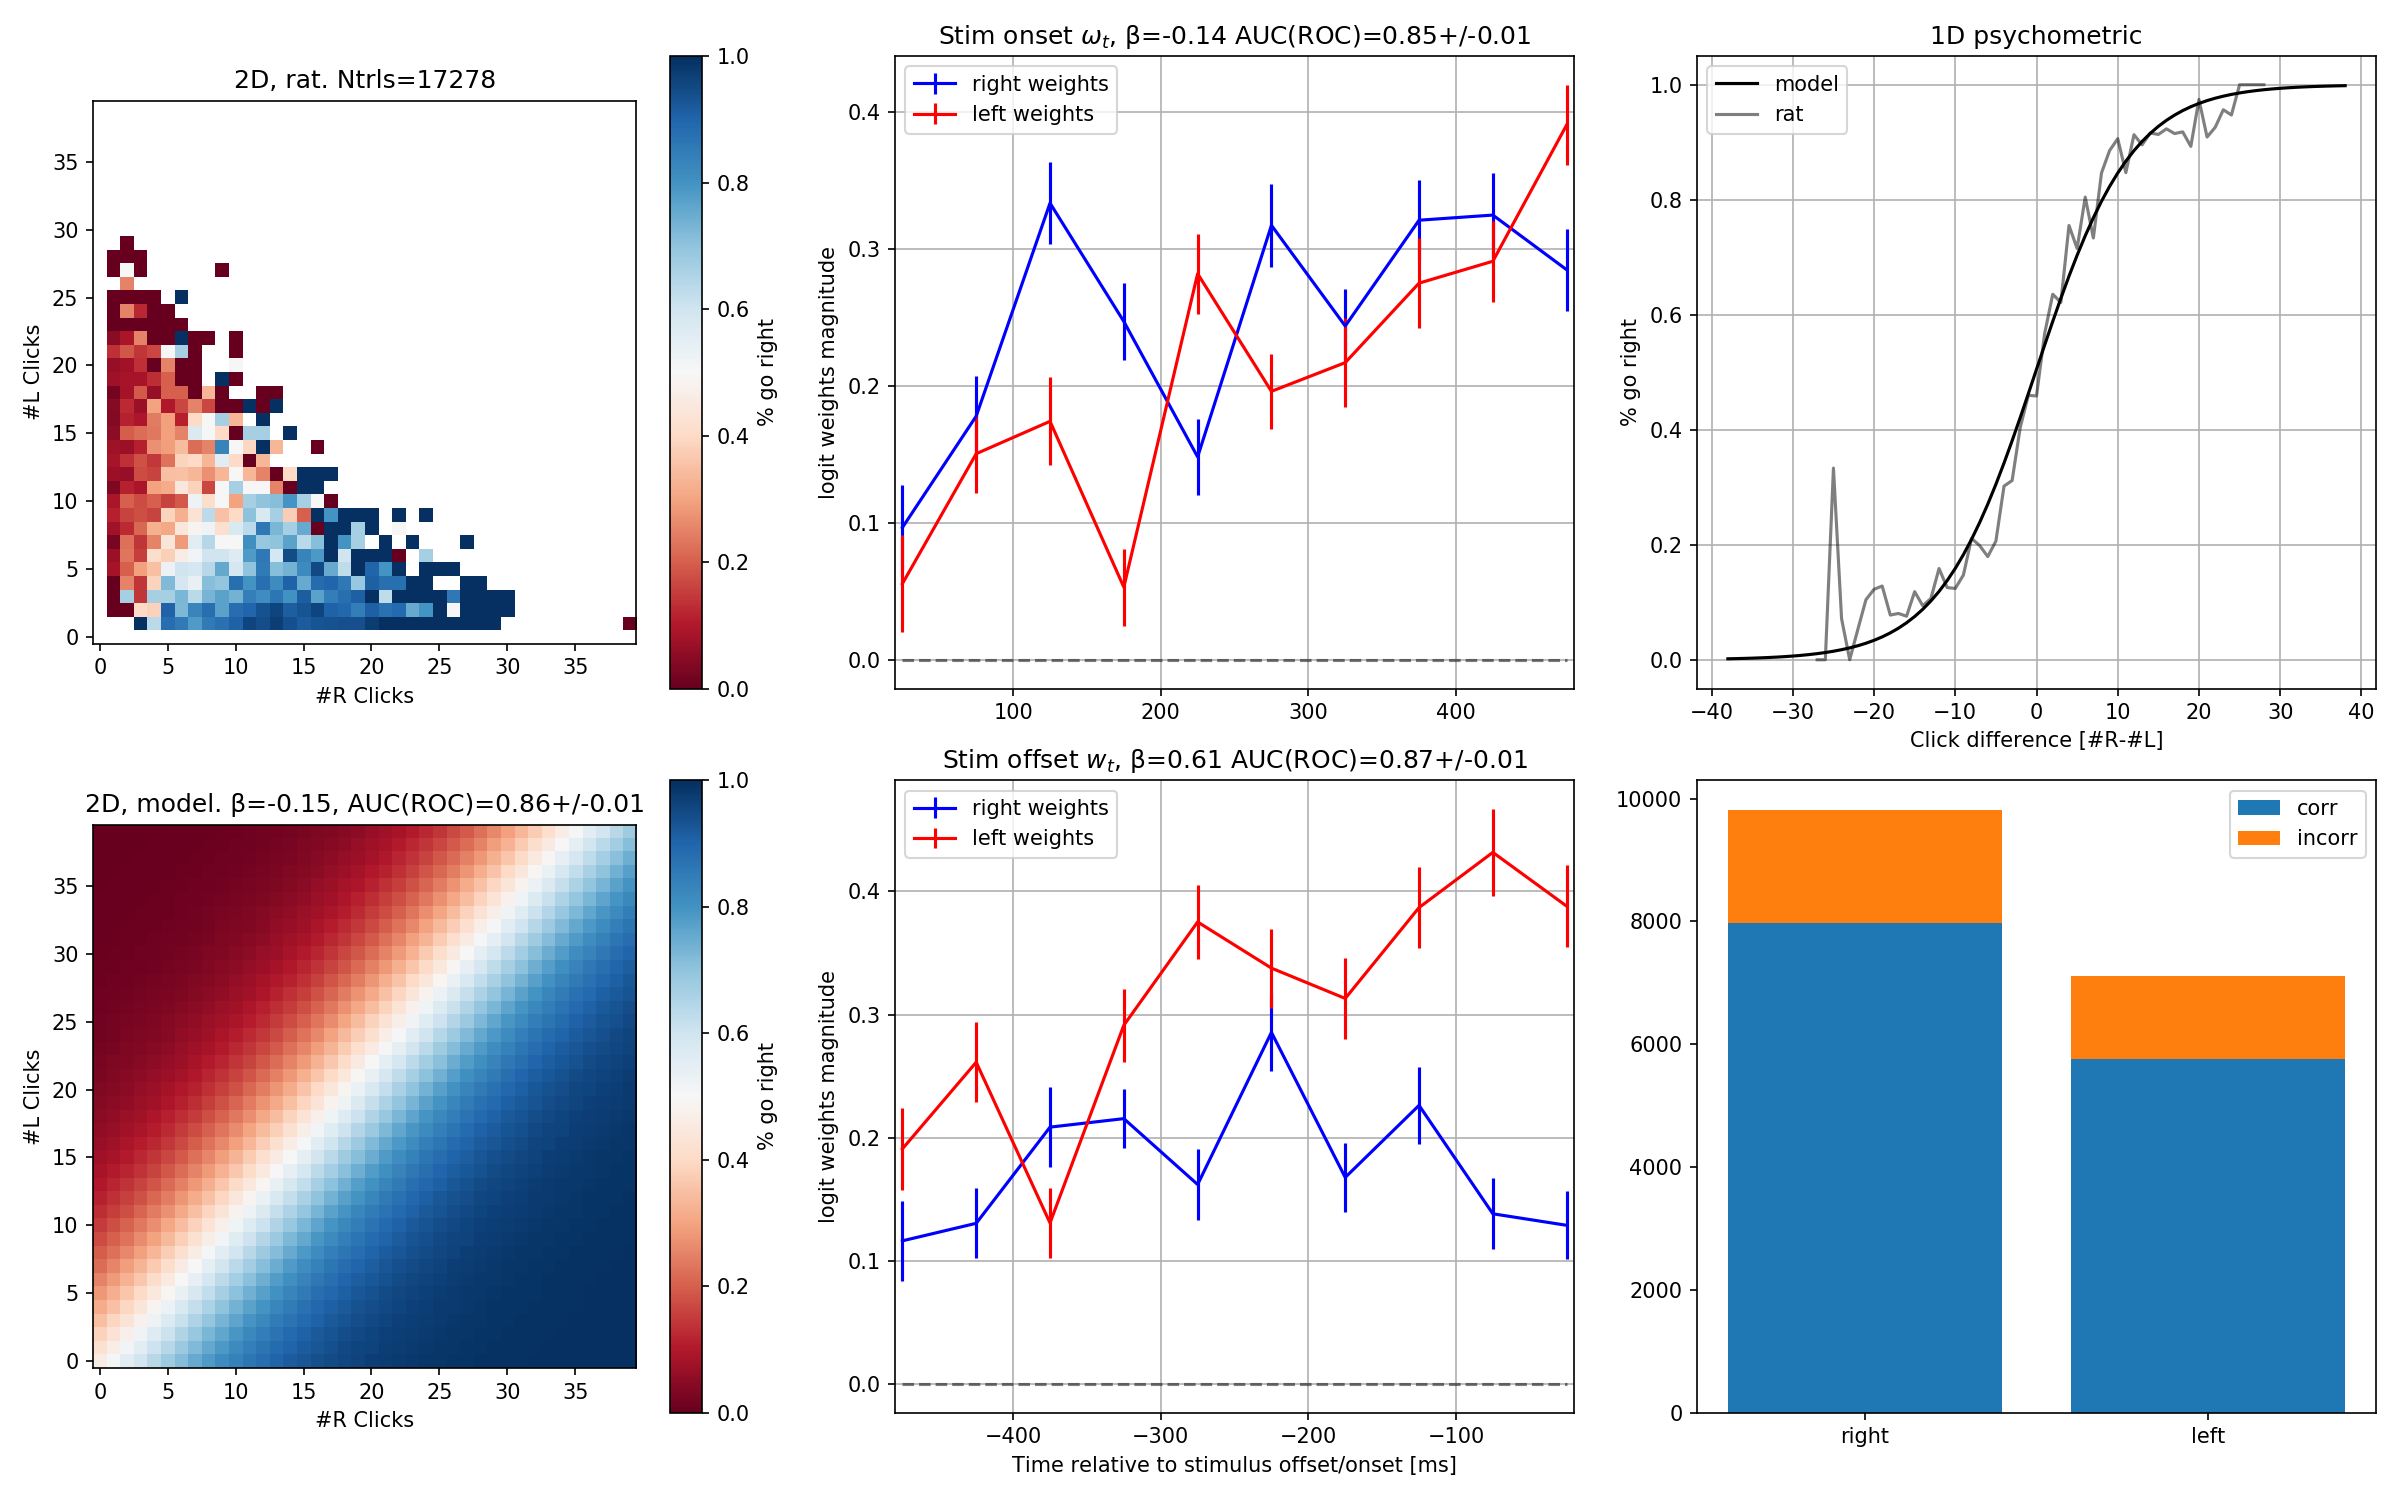 2D, rat. Ntrls=17278
#L Clicks
35
30
25
20
15
10
5
0
0 5 10 15 20 25 30 35
#R Clicks
1.0
0.8
0.6
0.4
0.2
0.0
% go right
Stim onset ωₜ, β=-0.14 AUC(ROC)=0.85+/-0.01
right weights
left weights
logit weights magnitude
0.4
0.3
0.2
0.1
0.0
100 200 300 400
1D psychometric
model
rat
% go right
1.0
0.8
0.6
0.4
0.2
0.0
−40 −30 −20 −10 0 10 20 30 40
Click difference [#R-#L]
2D, model. β=-0.15, AUC(ROC)=0.86+/-0.01
#L Clicks
35
30
25
20
15
10
5
0
0 5 10 15 20 25 30 35
#R Clicks
1.0
0.8
0.6
0.4
0.2
0.0
% go right
Stim offset wₜ, β=0.61 AUC(ROC)=0.87+/-0.01
right weights
left weights
logit weights magnitude
0.4
0.3
0.2
0.1
0.0
−400 −300 −200 −100
Time relative to stimulus offset/onset [ms]
corr
incorr
10000
8000
6000
4000
2000
0
right left